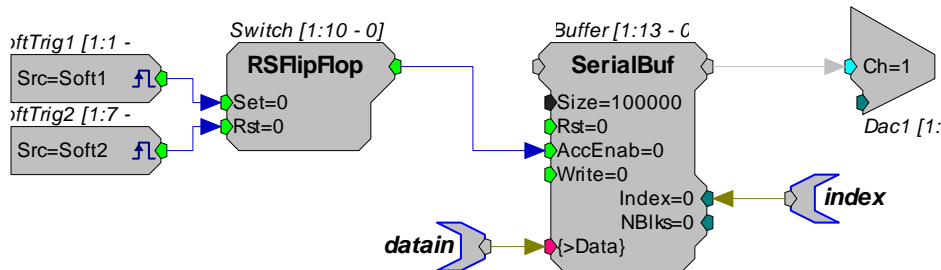 oftTrig1 [1:1 -
Src=Soft1
oftTrig2 [1:7 -
Src=Soft2
Switch [1:10 - 0]
RSFlipFlop
Set=0
Rst=0
Buffer [1:13 - 0
SerialBuf
Size=100000
Rst=0
AccEnab=0
Write=0
Index=0
NBlks=0
{>Data}
datain
index
Ch=1
Dac1 [1: